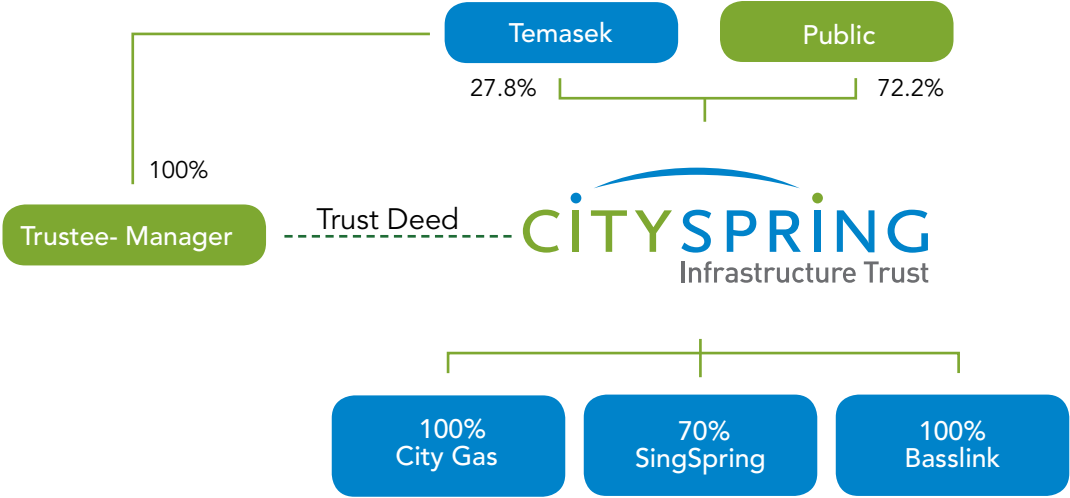 Temasek
Public
27.8%
72.2%
100%
Trustee- Manager
Trust Deed
CiTYSPRiNG
Infrastructure Trust
100%
City Gas
70%
SingSpring
100%
Basslink